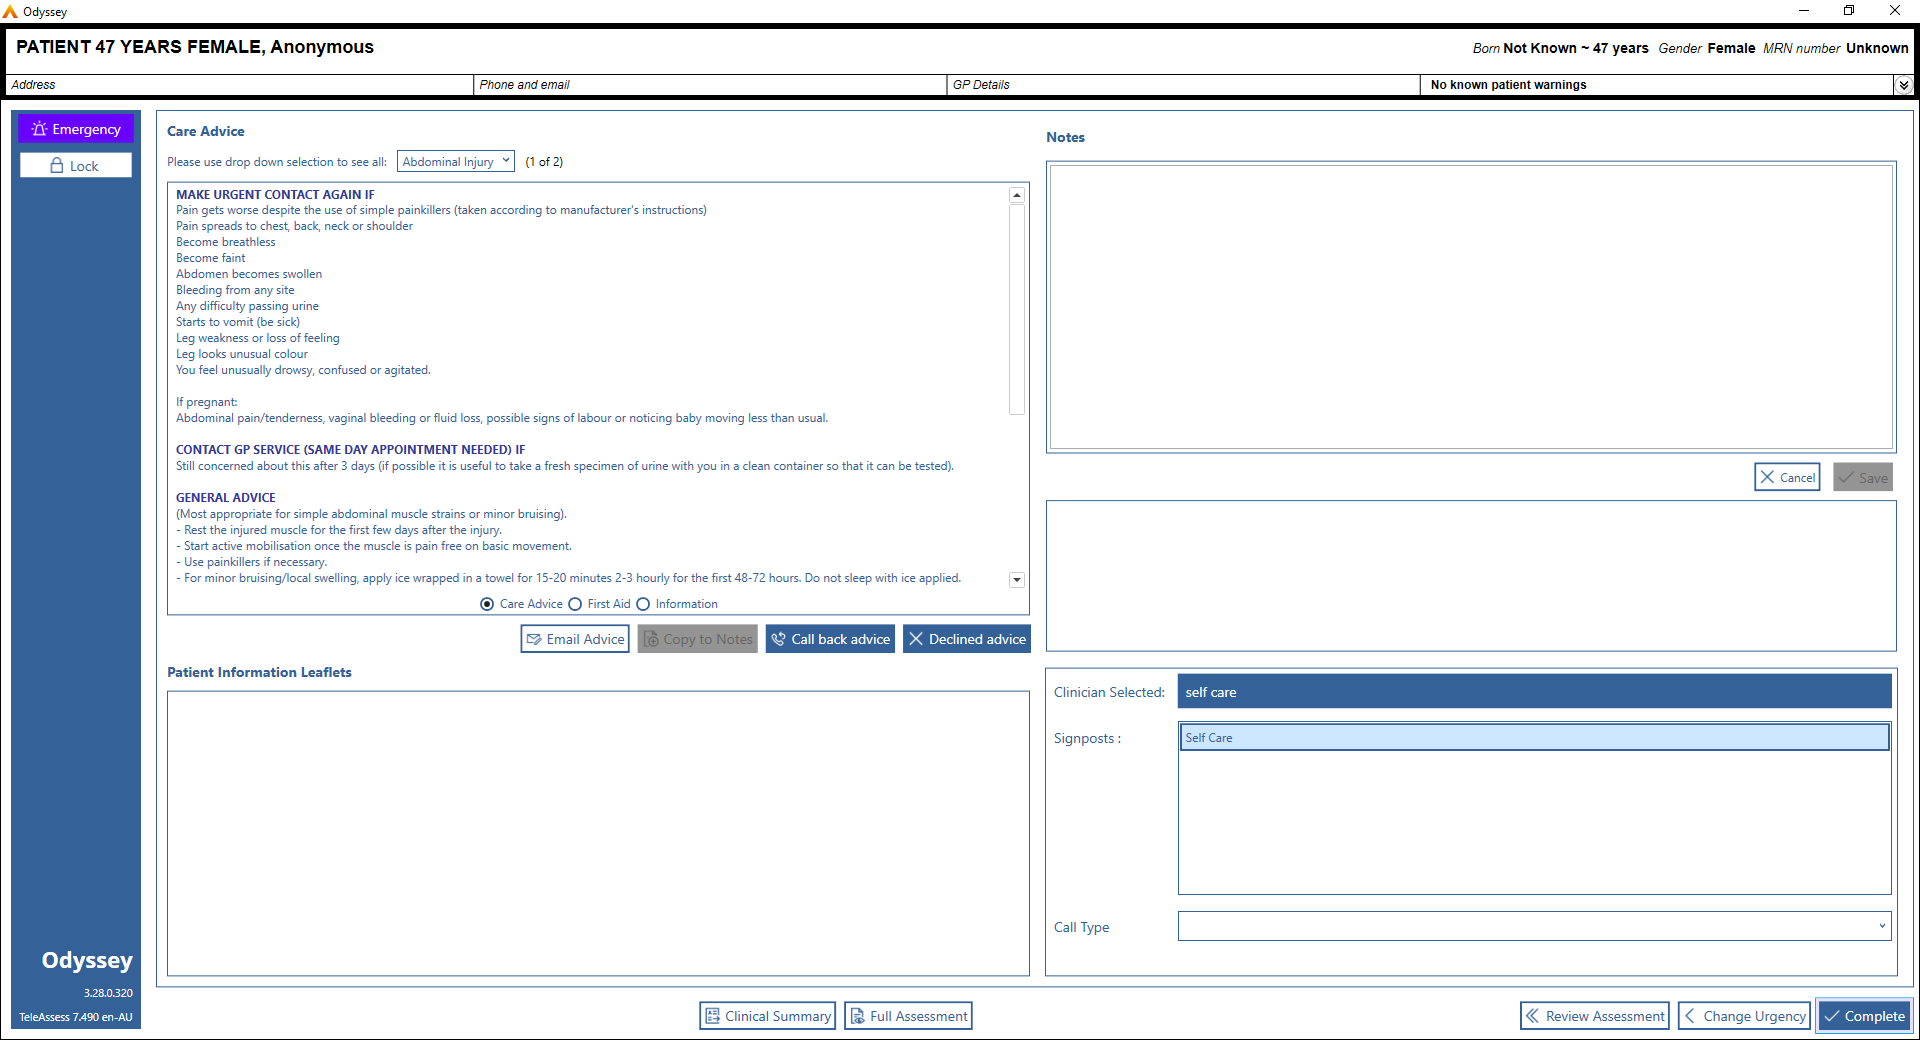 Odyssey
PATIENT 47 YEARS FEMALE, Anonymous
Born Not Known ~ 47 years Gender Female MRN number Unknown
Address
Phone and email
GP Details
No known patient warnings
Emergency
Lock
Care Advice
Please use drop down selection to see all: Abdominal Injury (1 of 2)
MAKE URGENT CONTACT AGAIN IF
Pain gets worse despite the use of simple painkillers (taken according to manufacturer's instructions)
Pain spreads to chest, back, neck or shoulder
Become breathless
Become faint
Abdomen becomes swollen
Bleeding from any site
Any difficulty passing urine
Starts to vomit (be sick)
Leg weakness or loss of feeling
Leg looks unusual colour
You feel unusually drowsy, confused or agitated.
If pregnant:
Abdominal pain/tenderness, vaginal bleeding or fluid loss, possible signs of labour or noticing baby moving less than usual.
CONTACT GP SERVICE (SAME DAY APPOINTMENT NEEDED) IF
Still concerned about this after 3 days (if possible it is useful to take a fresh specimen of urine with you in a clean container so that it can be tested).
GENERAL ADVICE
(Most appropriate for simple abdominal muscle strains or minor bruising).
- Rest the injured muscle for the first few days after the injury.
- Start active mobilisation once the muscle is pain free on basic movement.
- Use painkillers if necessary.
- For minor bruising/local swelling, apply ice wrapped in a towel for 15-20 minutes 2-3 hourly for the first 48-72 hours. Do not sleep with ice applied.
Care Advice First Aid Information
Email Advice
Copy to Notes
Call back advice
Declined advice
Patient Information Leaflets
Notes
Cancel
Save
Clinician Selected: self care
Signposts : Self Care
Call Type
Odyssey
3.28.0.320
TeleAssess 7.490 en-AU
Clinical Summary
Full Assessment
Review Assessment
Change Urgency
Complete